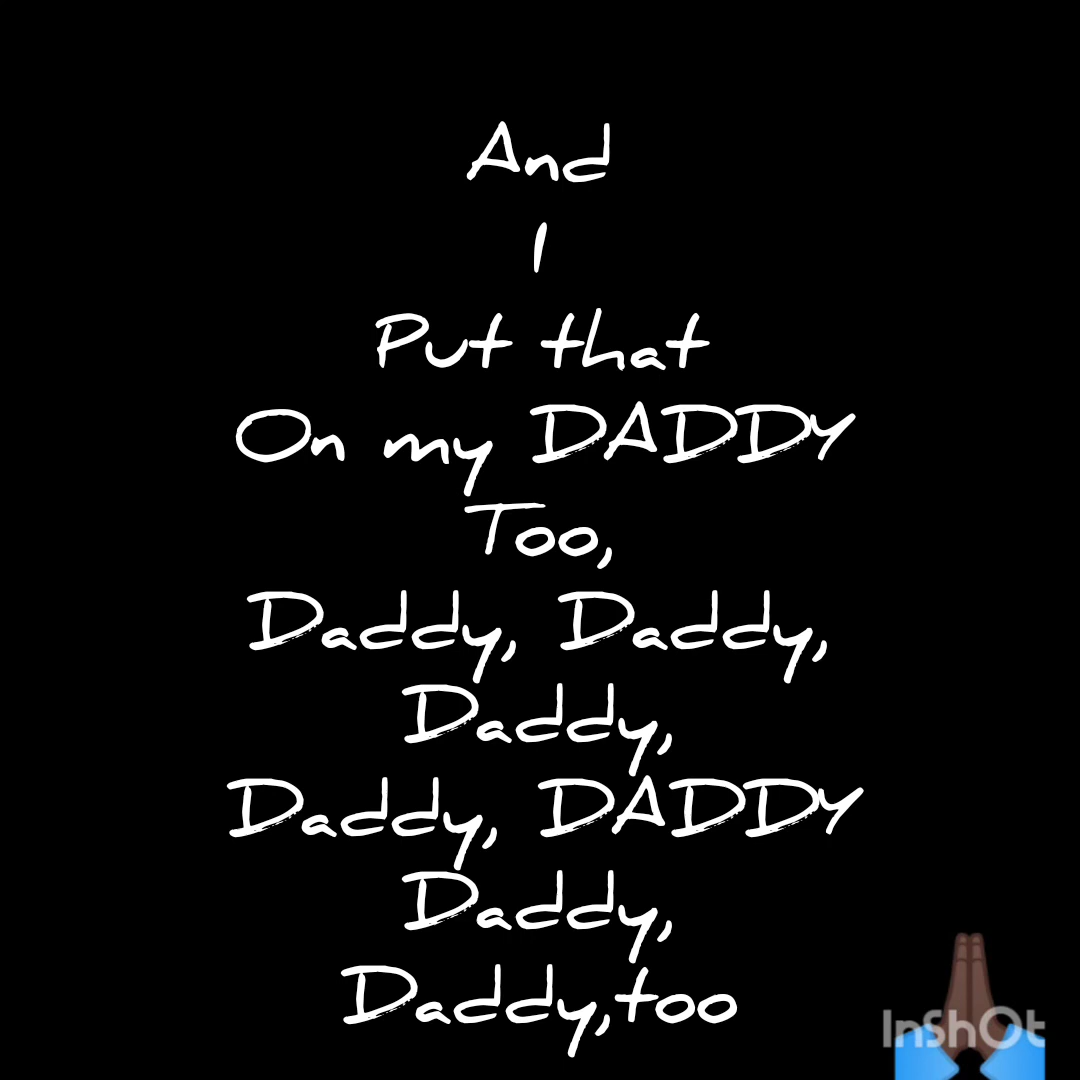 And
I
Put that
On my DADDY
Too,
Daddy, Daddy,
Daddy,
Daddy, DADDY
Daddy,
Daddy,too
InShOt